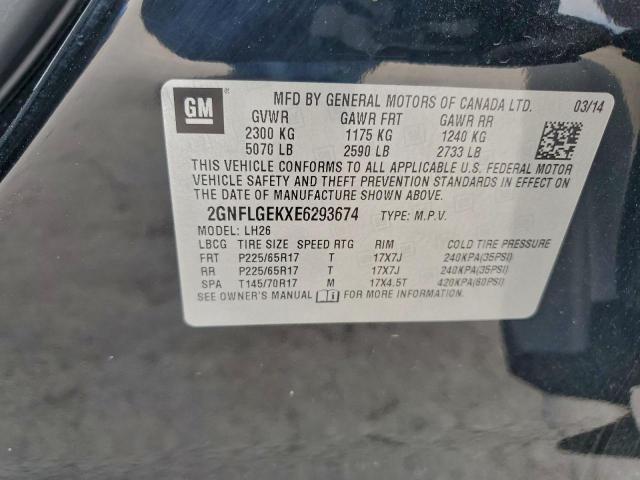 GM
MFD BY GENERAL MOTORS OF CANADA LTD. 03/14
GVWR GAWR FRT GAWR RR
2300 KG 1175 KG 1240 KG
5070 LB 2590 LB 2733 LB
THIS VEHICLE CONFORMS TO ALL APPLICABLE U.S. FEDERAL MOTOR
VEHICLE SAFETY AND THEFT PREVENTION STANDARDS IN EFFECT ON
THE DATE OF MANUFACTURE SHOWN ABOVE.
2GNFLGEKXE6293674 TYPE: M.P.V.
MODEL: LH26
LBCG TIRE SIZE SPEED RTG RIM COLD TIRE PRESSURE
FRT P225/65R17 T 17X7J 240KPA(35PSI)
RR P225/65R17 T 17X7J 240KPA(35PSI)
SPA T145/70R17 M 17X4.5T 420KPA(60PSI)
SEE OWNER'S MANUAL FOR MORE INFORMATION